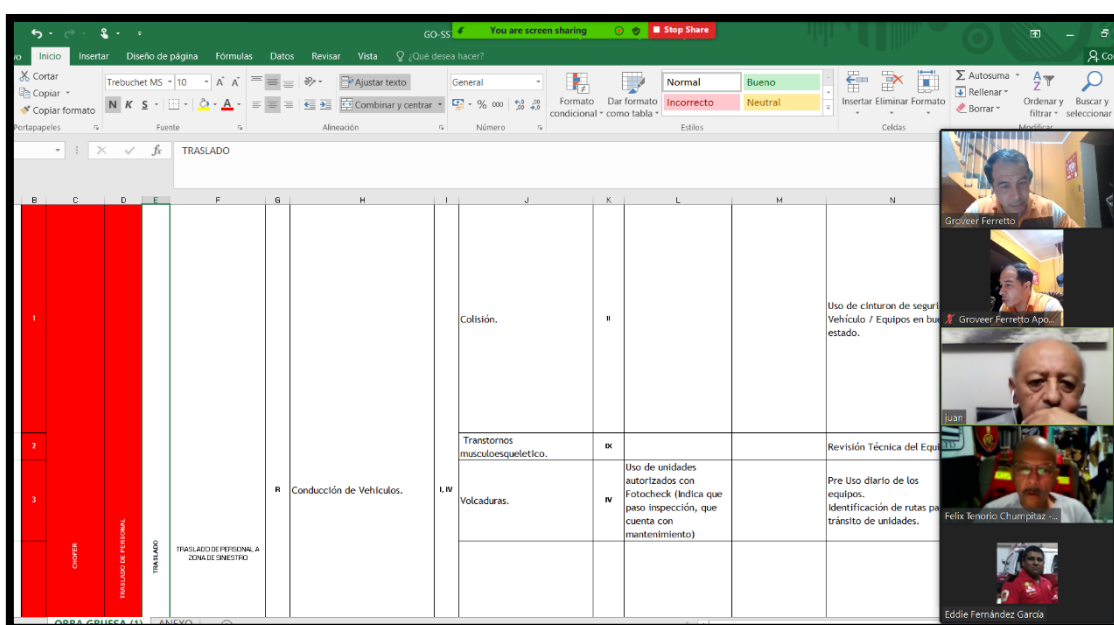 GO-SS
You are screen sharing
Stop Share
Inicio Insertar Diseño de página Fórmulas Datos Revisar Vista ¿Qué desea hacer?
Cortar
Copiar
Copiar formato
Portapapeles
Trebuchet MS 10
N K S
Fuente
Ajustar texto
Combinar y centrar
Alineación
General
% 000
Número
Formato condicional
Dar formato como tabla
Normal Bueno
Incorrecto Neutral
Estilos
Insertar Eliminar Formato
Celdas
Autosuma
Rellenar
Borrar
Ordenar y filtrar
Buscar y seleccionar
Modificar
fx TRASLADO
B C D E F G H I J K L M N
1
Colisión.
II
Uso de cinturon de seguri
Vehículo / Equipos en bu
estado.
2
Transtornos
musculoesqueletico.
IX
Revisión Técnica del Equi
3
CHOFER
TRASLADO DE PERSONAL
TRASLADO
TRASLADO DE PERSONAL A
ZONA DE SINIESTRO
R
Conducción de Vehiculos.
I, IV
Volcaduras.
IV
Uso de unidades
autorizados con
Fotocheck (Indica que
paso inspección, que
cuenta con
mantenimiento)
Pre Uso diario de los
equipos.
Identificación de rutas pa
tránsito de unidades.
OBRA GRUESA (1) ANEXO
Groveer Ferretto
Groveer Ferretto Apo...
juan
Felix Tenorio Chumpitaz -...
Eddie Fernández García